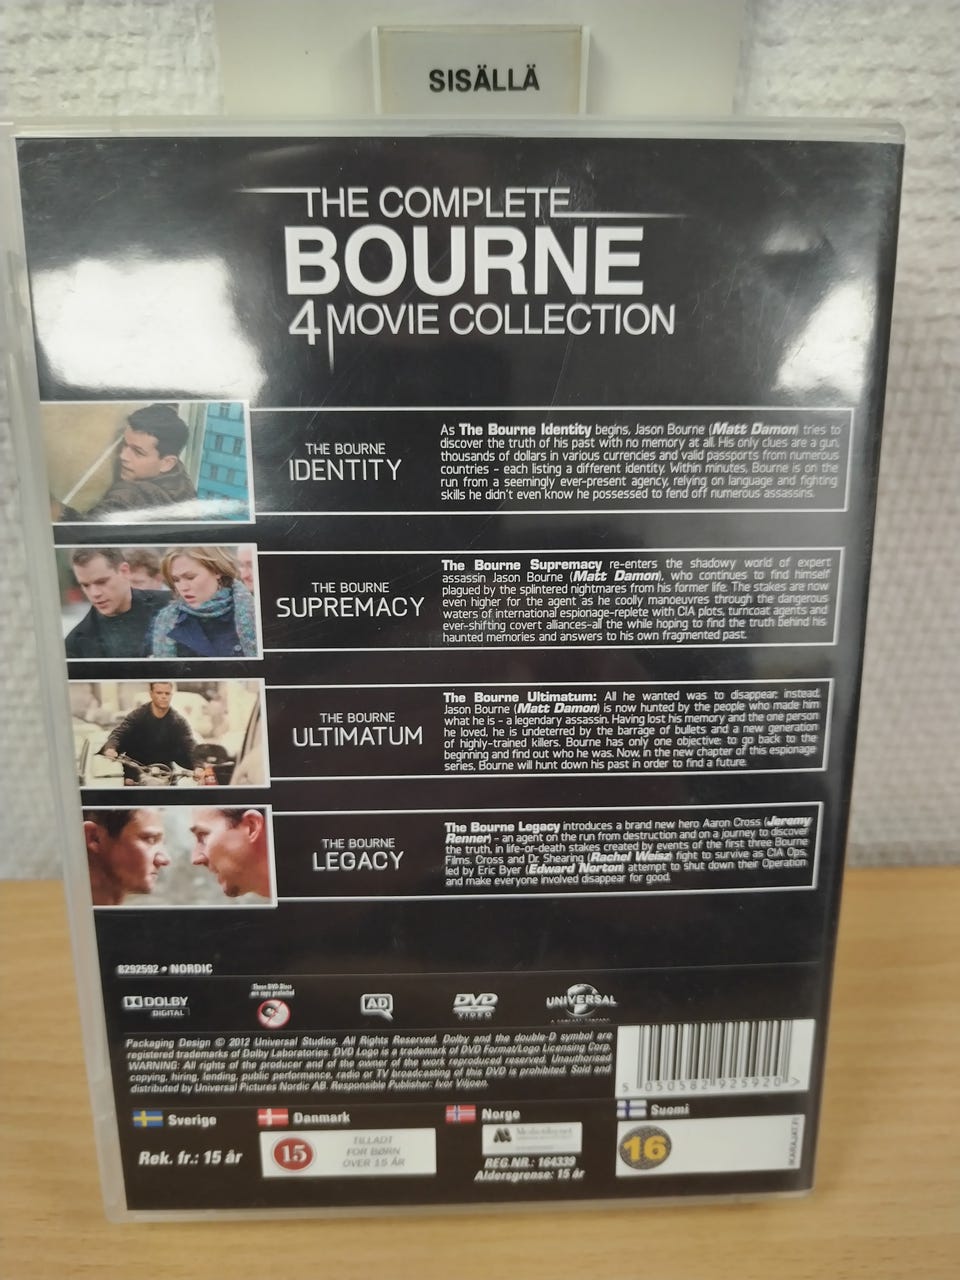 SISÄLLÄ
THE COMPLETE
BOURNE
4 MOVIE COLLECTION
THE BOURNE
IDENTITY
As The Bourne Identity begins, Jason Bourne (Matt Damon) tries to
discover the truth of his past with no memory at all. His only clues are a gun,
thousands of dollars in various currencies and valid passports from numerous
countries - each listing a different identity. Within minutes, Bourne is on the
run from a seemingly ever-present agency, relying on language and fighting
skills he didn't even know he possessed to fend off numerous assassins.
THE BOURNE
SUPREMACY
The Bourne Supremacy re-enters the shadowy world of expert
assassin Jason Bourne (Matt Damon), who continues to find himself
plagued by the splintered nightmares from his former life. The stakes are now
even higher for the agent as he coolly manoeuvres through the dangerous
waters of international espionage-replete with CIA plots, turncoat agents and
ever-shifting covert alliances-all the while hoping to find the truth behind his
haunted memories and answers to his own fragmented past.
THE BOURNE
ULTIMATUM
The Bourne Ultimatum: All he wanted was to disappear: instead,
Jason Bourne (Matt Damon) is now hunted by the people who made him
what he is - a legendary assassin. Having lost his memory and the one person
he loved, he is undeterred by the barrage of bullets and a new generation
of highly-trained killers. Bourne has only one objective: to go back to the
beginning and find out who he was. Now, in the new chapter of this espionage
series, Bourne will hunt down his past in order to find a future.
THE BOURNE
LEGACY
The Bourne Legacy introduces a brand new hero Aaron Cross (Jeremy
Renner) - an agent on the run from destruction and on a journey to discover
the truth, in life-or-death stakes created by events of the first three Bourne
Films. Cross and Dr. Shearing (Rachel Weisz) fight to survive as CIA Ops,
led by Eric Byer (Edward Norton) attempt to shut down their Operation
and make everyone involved disappear for good.
8292592 • NORDIC
DOLBY
DIGITAL
These DVD Discs
are copy protected
AD
DVD
VIDEO
UNIVERSAL
Packaging Design © 2012 Universal Studios. All Rights Reserved. Dolby and the double-D symbol are
registered trademarks of Dolby Laboratories. DVD Logo is a trademark of DVD Format/Logo Licensing Corp.
WARNING: All rights of the producer and of the owner of the work reproduced reserved. Unauthorised
copying, hiring, lending, public performance, radio or TV broadcasting of this DVD is prohibited. Sold and
distributed by Universal Pictures Nordic AB. Responsible Publisher: Ivor Viljoen.
5 050582 925920 >
Sverige
Rek. fr.: 15 år
Danmark
15
TILLADT
FOR BØRN
OVER 15 ÅR
Norge
REG.NR.: 164339
Aldersgrense: 15 år
Suomi
16
IKARAJAT.FI